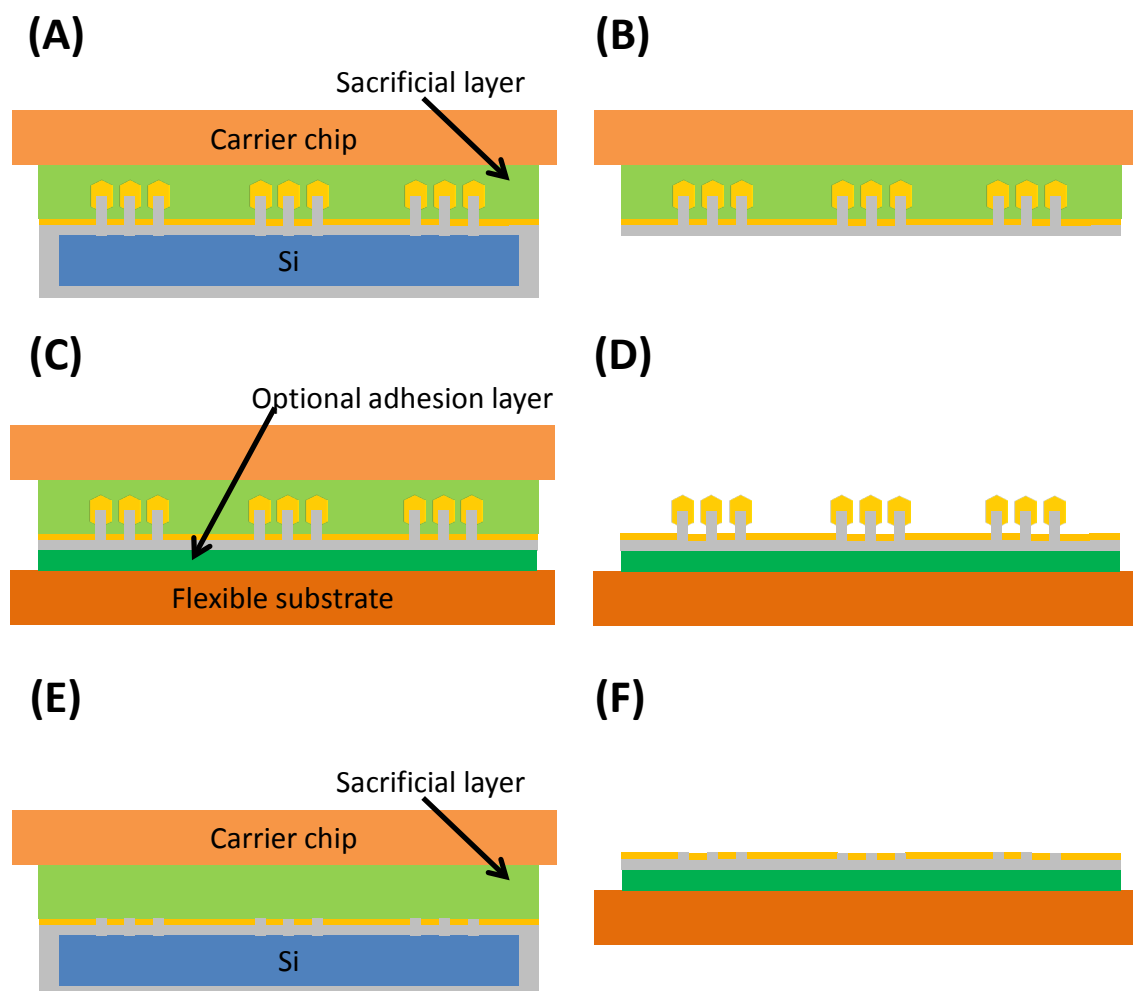 (A)
Sacrificial layer
Carrier chip
Si
(B)
(C)
Optional adhesion layer
Flexible substrate
(D)
(E)
Sacrificial layer
Carrier chip
Si
(F)